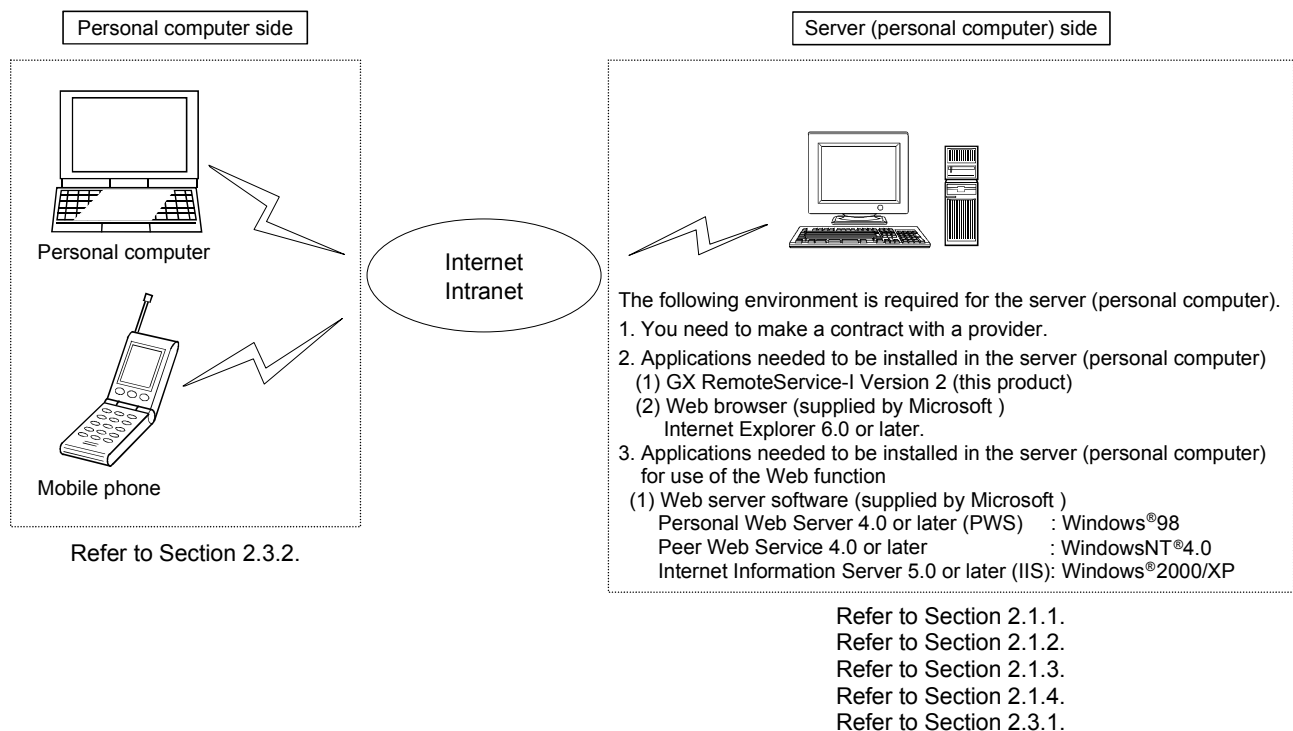 Personal computer side
Personal computer
Mobile phone
Refer to Section 2.3.2.
Internet
Intranet
Server (personal computer) side
The following environment is required for the server (personal computer).
1. You need to make a contract with a provider.
2. Applications needed to be installed in the server (personal computer)
(1) GX RemoteService-I Version 2 (this product)
(2) Web browser (supplied by Microsoft )
Internet Explorer 6.0 or later.
3. Applications needed to be installed in the server (personal computer)
for use of the Web function
(1) Web server software (supplied by Microsoft )
Personal Web Server 4.0 or later (PWS) : Windows®98
Peer Web Service 4.0 or later : WindowsNT®4.0
Internet Information Server 5.0 or later (IIS): Windows®2000/XP
Refer to Section 2.1.1.
Refer to Section 2.1.2.
Refer to Section 2.1.3.
Refer to Section 2.1.4.
Refer to Section 2.3.1.